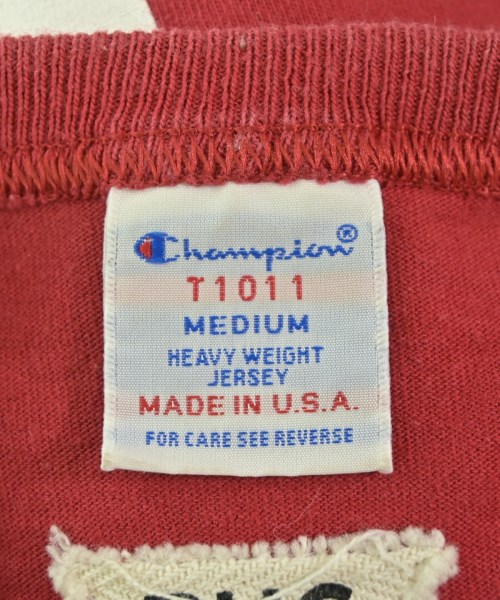 Champion®
T1011
MEDIUM
HEAVY WEIGHT
JERSEY
MADE IN U.S.A.
FOR CARE SEE REVERSE